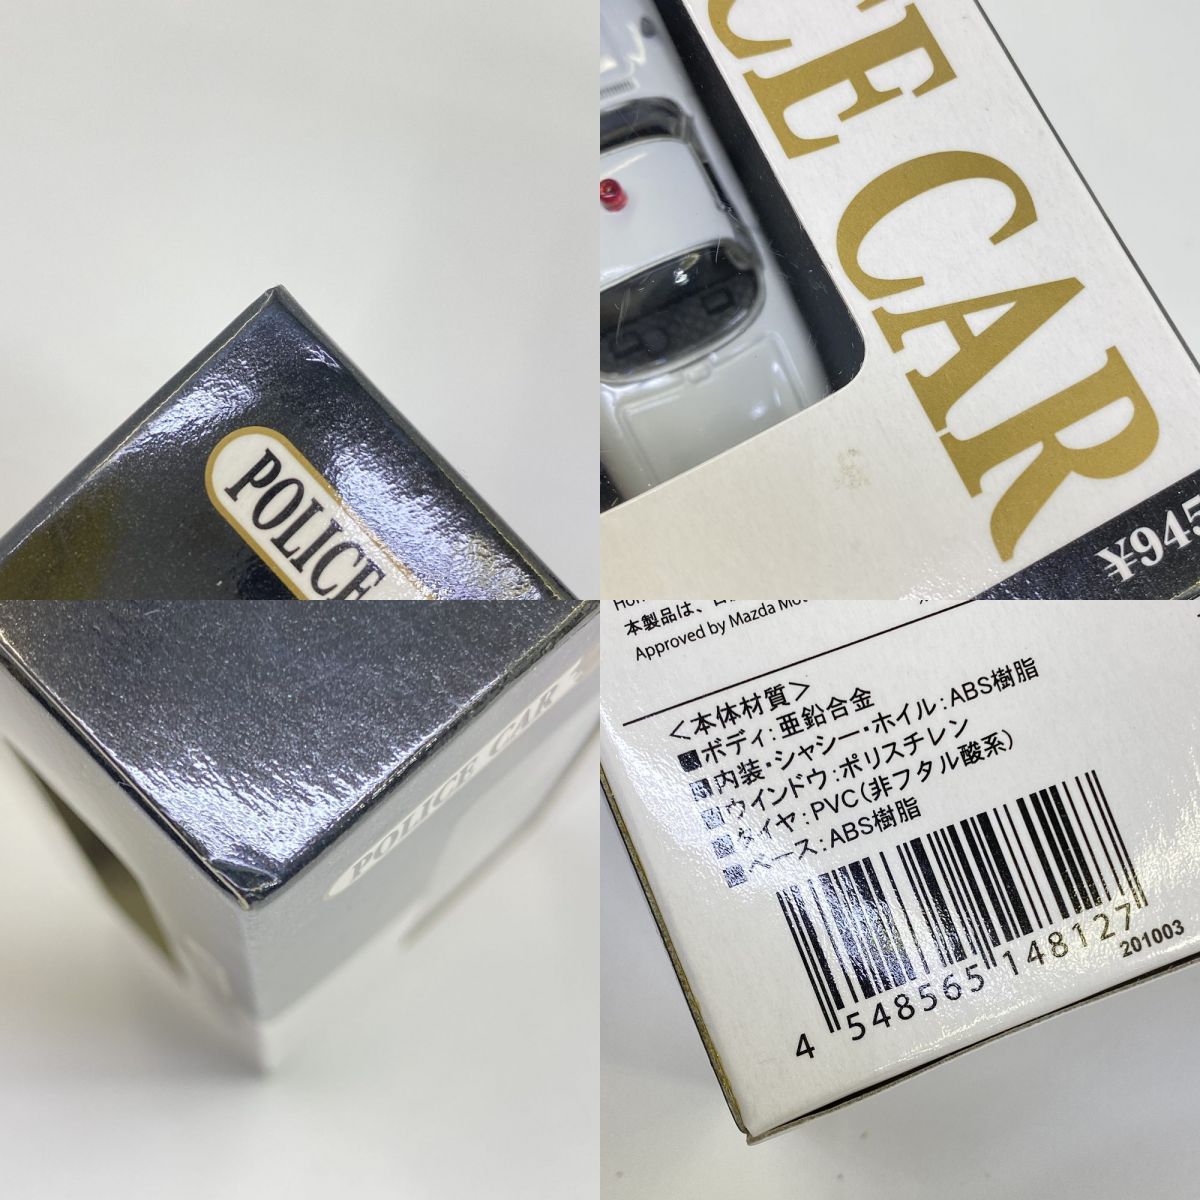 POLICE
CE CAR
¥945
POLICE CAR
本製品は、
Approved by Mazda
<本体材質>
■ボディ:亜鉛合金
■内装・シャシー・ホイル:ABS樹脂
■ウインドウ:ポリスチレン
■タイヤ:PVC(非フタル酸系)
■ベース:ABS樹脂
4 548565 148127
201003